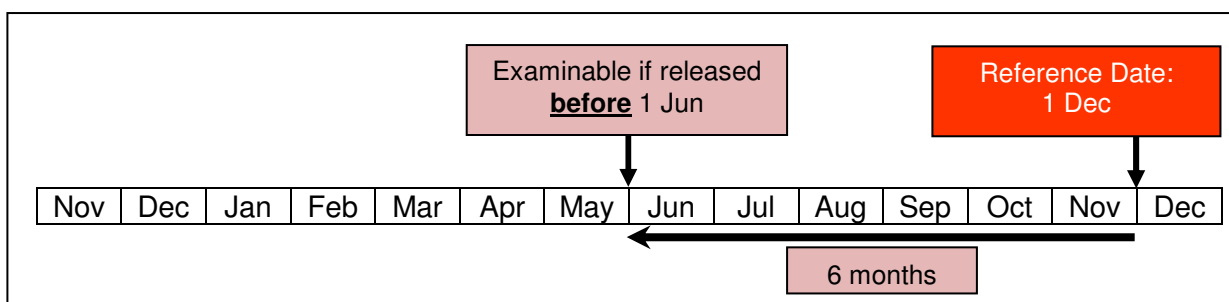 Examinable if released
before 1 Jun
Reference Date:
1 Dec
Nov Dec Jan Feb Mar Apr May Jun Jul Aug Sep Oct Nov Dec
6 months